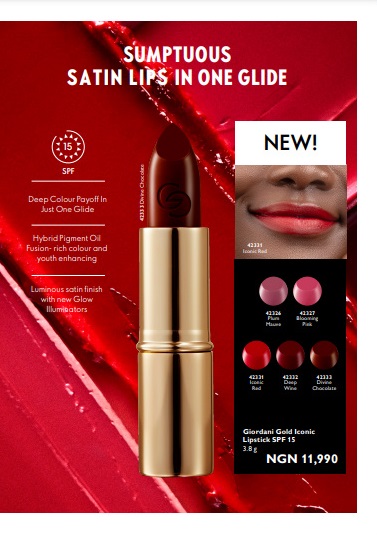 SUMPTUOUS
SATIN LIPS IN ONE GLIDE
15
SPF
Deep Colour Payoff In
Just One Glide
Hybrid Pigment Oil
Fusion- rich colour and
youth enhancing
Luminous satin finish
with new Glow
Illumisators
42333 Divine Chocolate
NEW!
42331
Iconic Red
42326
Plum
Mauve
42327
Blooming
Pink
42331
Iconic
Red
42332
Deep
Wine
42333
Divine
Chocolate
Giordani Gold Iconic
Lipstick SPF 15
3.8 g
NGN 11,990